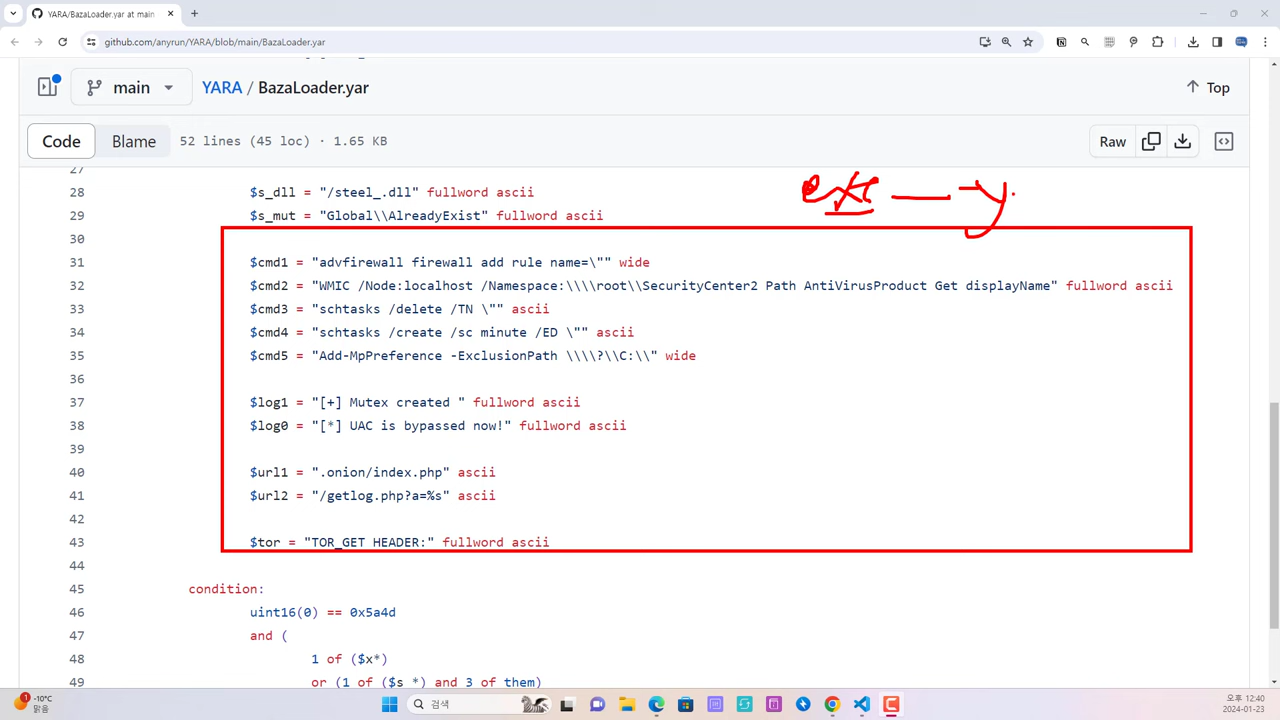 YARA/BazaLoader.yar at main
github.com/anyrun/YARA/blob/main/BazaLoader.yar
main YARA / BazaLoader.yar Top
Code Blame 52 lines (45 loc) · 1.65 KB Raw
27
28 $s_dll = "/steel_.dll" fullword ascii
29 $s_mut = "Global\\AlreadyExist" fullword ascii
30
31 $cmd1 = "advfirewall firewall add rule name=\"" wide
32 $cmd2 = "WMIC /Node:localhost /Namespace:\\\\root\\SecurityCenter2 Path AntiVirusProduct Get displayName" fullword ascii
33 $cmd3 = "schtasks /delete /TN \"" ascii
34 $cmd4 = "schtasks /create /sc minute /ED \"" ascii
35 $cmd5 = "Add-MpPreference -ExclusionPath \\\\?\\C:\\" wide
36
37 $log1 = "[+] Mutex created " fullword ascii
38 $log0 = "[*] UAC is bypassed now!" fullword ascii
39
40 $url1 = ".onion/index.php" ascii
41 $url2 = "/getlog.php?a=%s" ascii
42
43 $tor = "TOR_GET HEADER:" fullword ascii
44
45 condition:
46 uint16(0) == 0x5a4d
47 and (
48 1 of ($x*)
49 or (1 of ($s_*) and 3 of them)
-10°C
맑음
검색
오후 12:40
2024-01-23